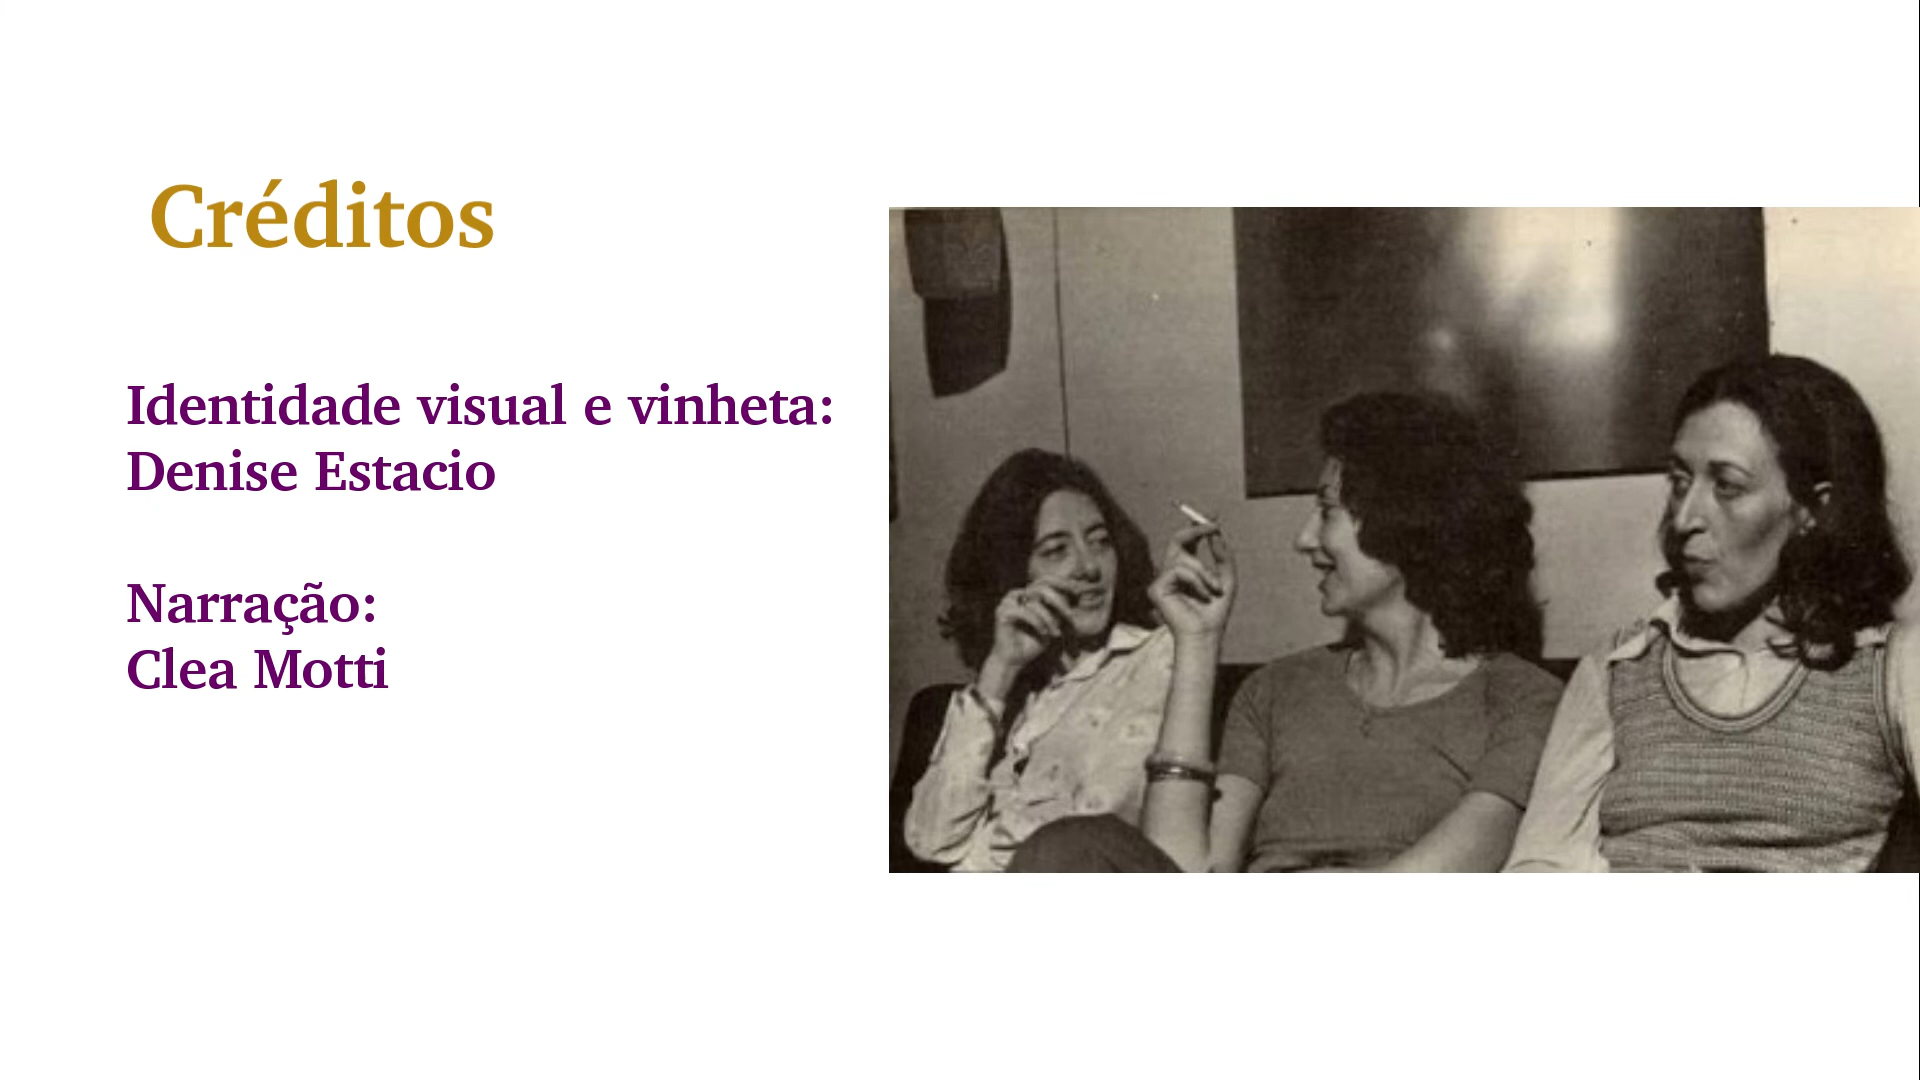 Créditos
Identidade visual e vinheta:
Denise Estacio
Narração:
Clea Motti